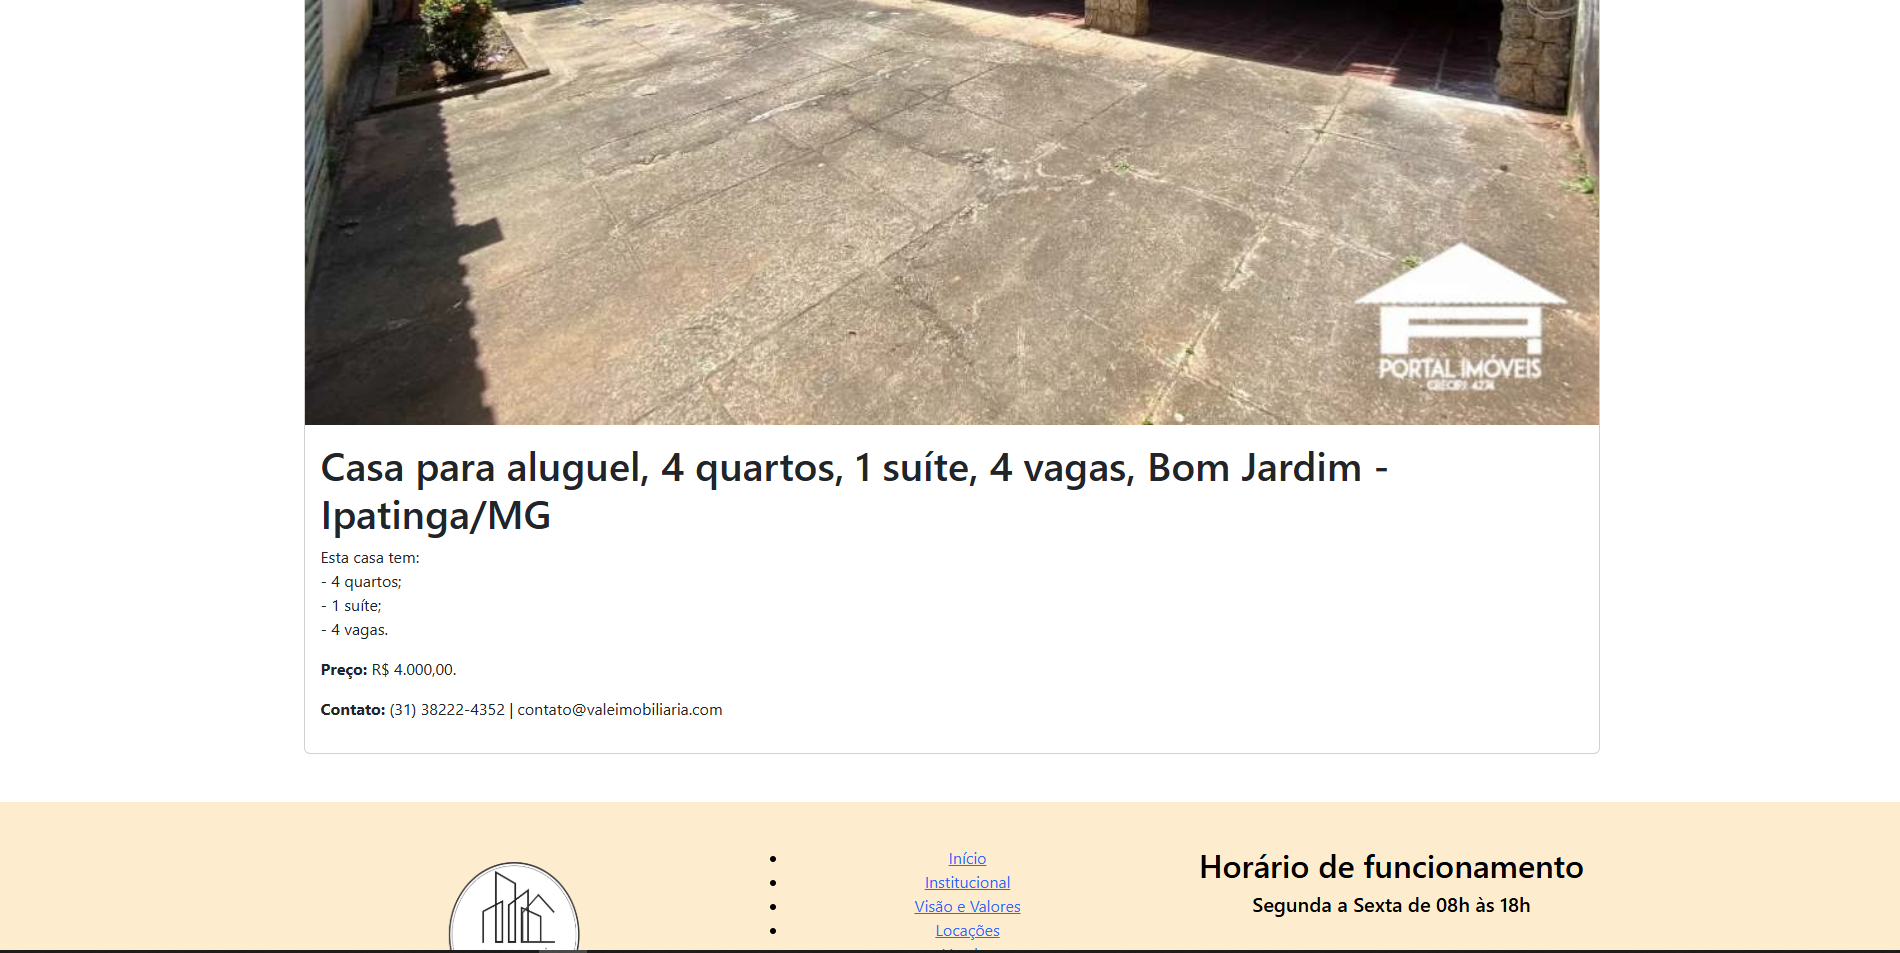 PORTAL IMÓVEIS
Casa para aluguel, 4 quartos, 1 suíte, 4 vagas, Bom Jardim -
Ipatinga/MG
Esta casa tem:
- 4 quartos;
- 1 suíte;
- 4 vagas.
Preço: R$ 4.000,00.
Contato: (31) 38222-4352 | contato@valeimobiliaria.com
Início
Institucional
Visão e Valores
Locações
Horário de funcionamento
Segunda a Sexta de 08h às 18h